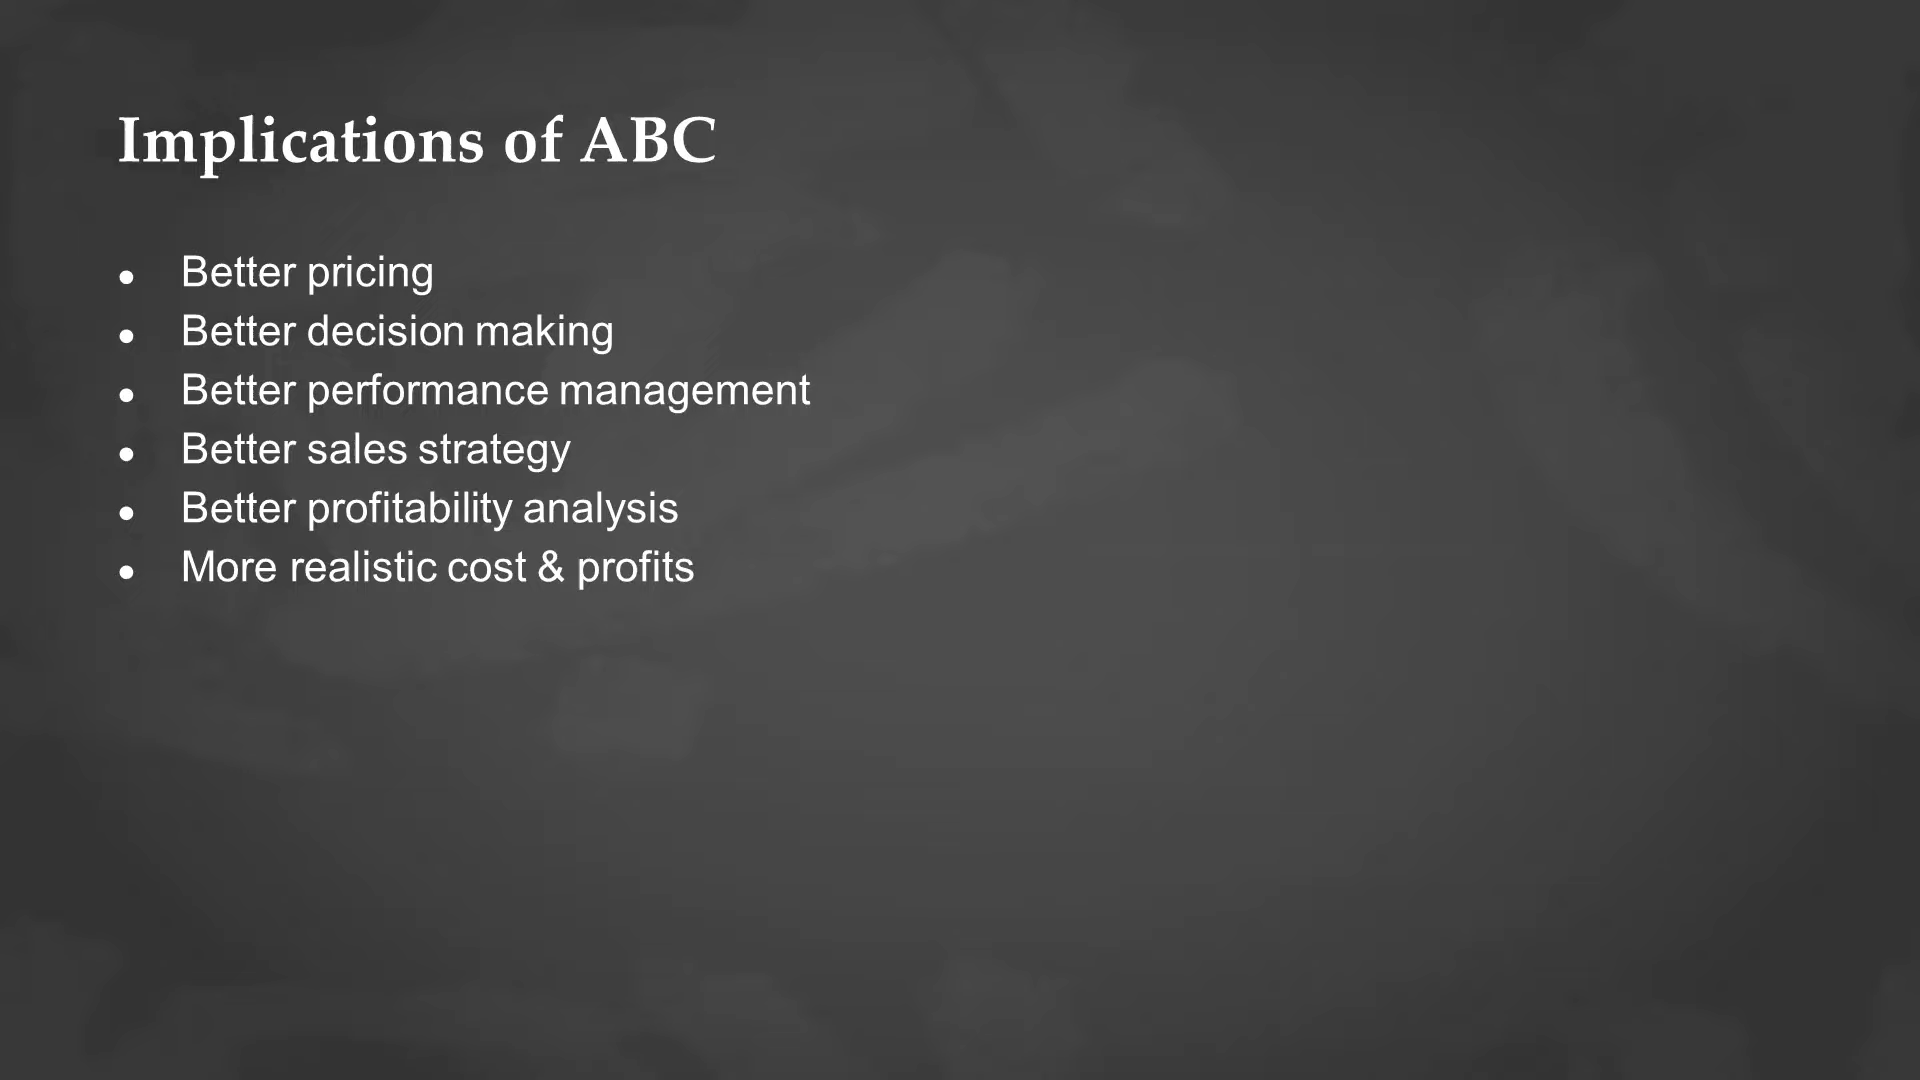 Implications of ABC
● Better pricing
● Better decision making
● Better performance management
● Better sales strategy
● Better profitability analysis
● More realistic cost & profits